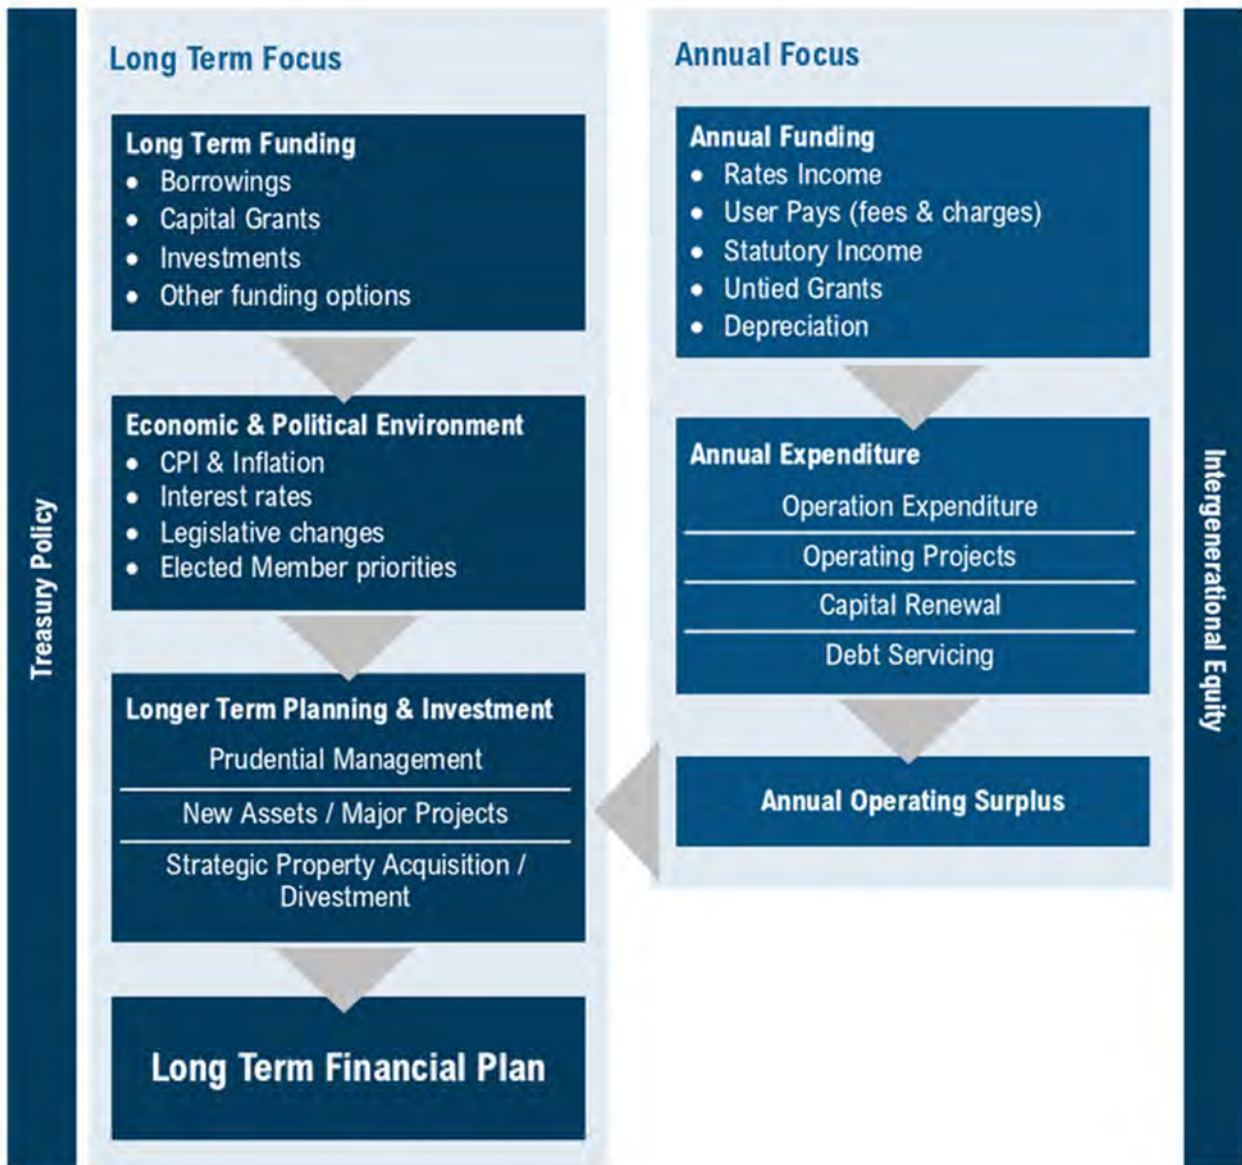 Treasury Policy
Long Term Focus
Long Term Funding
• Borrowings
• Capital Grants
• Investments
• Other funding options
Economic & Political Environment
• CPI & Inflation
• Interest rates
• Legislative changes
• Elected Member priorities
Longer Term Planning & Investment
Prudential Management
New Assets / Major Projects
Strategic Property Acquisition /
Divestment
Long Term Financial Plan
Annual Focus
Annual Funding
• Rates Income
• User Pays (fees & charges)
• Statutory Income
• Untied Grants
• Depreciation
Annual Expenditure
Operation Expenditure
Operating Projects
Capital Renewal
Debt Servicing
Annual Operating Surplus
Intergenerational Equity